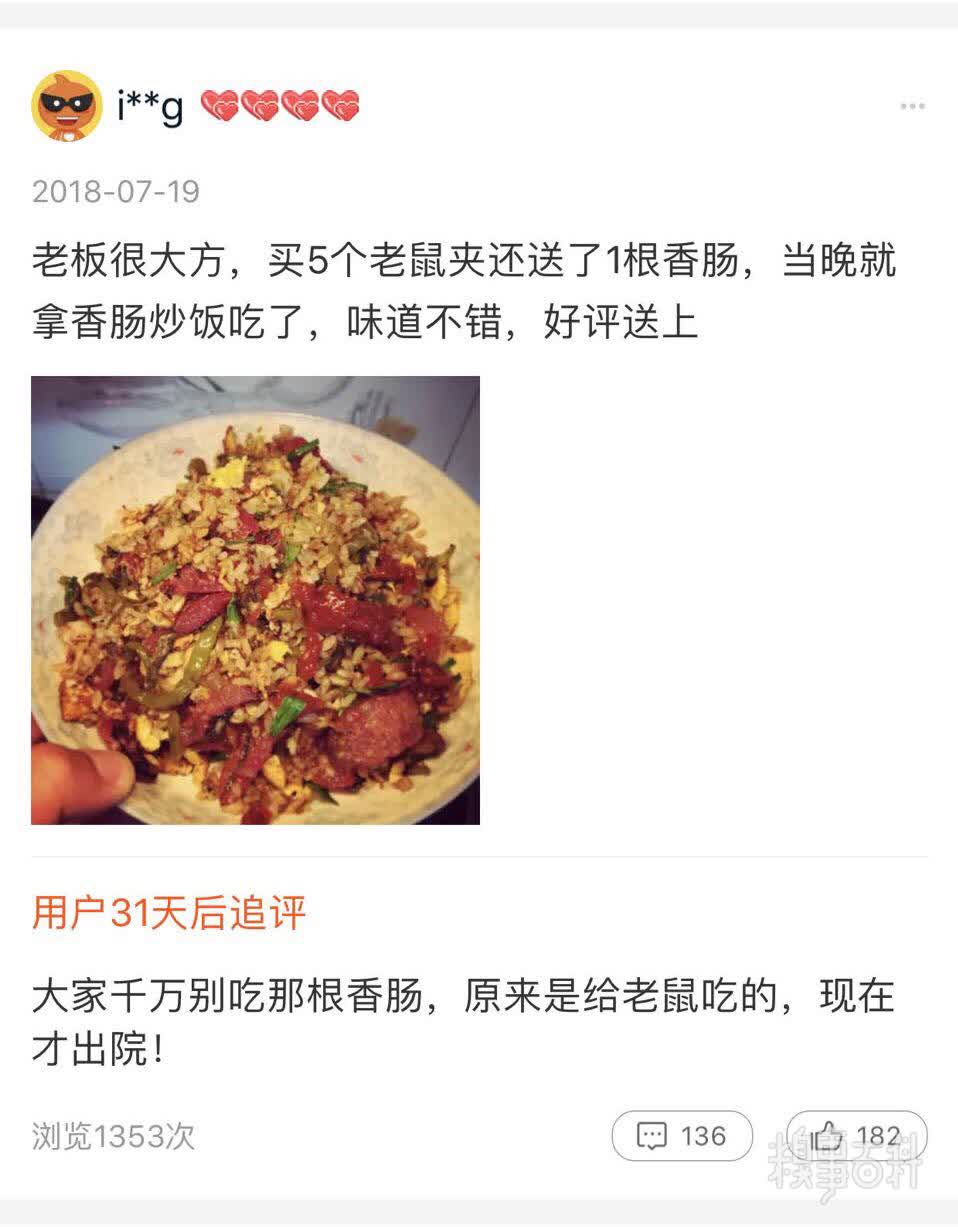 i**g
2018-07-19
老板很大方，买5个老鼠夹还送了1根香肠，当晚就
拿香肠炒饭吃了，味道不错，好评送上
用户31天后追评
大家千万别吃那根香肠，原来是给老鼠吃的，现在
才出院！
浏览1353次
136
182
糗事百科